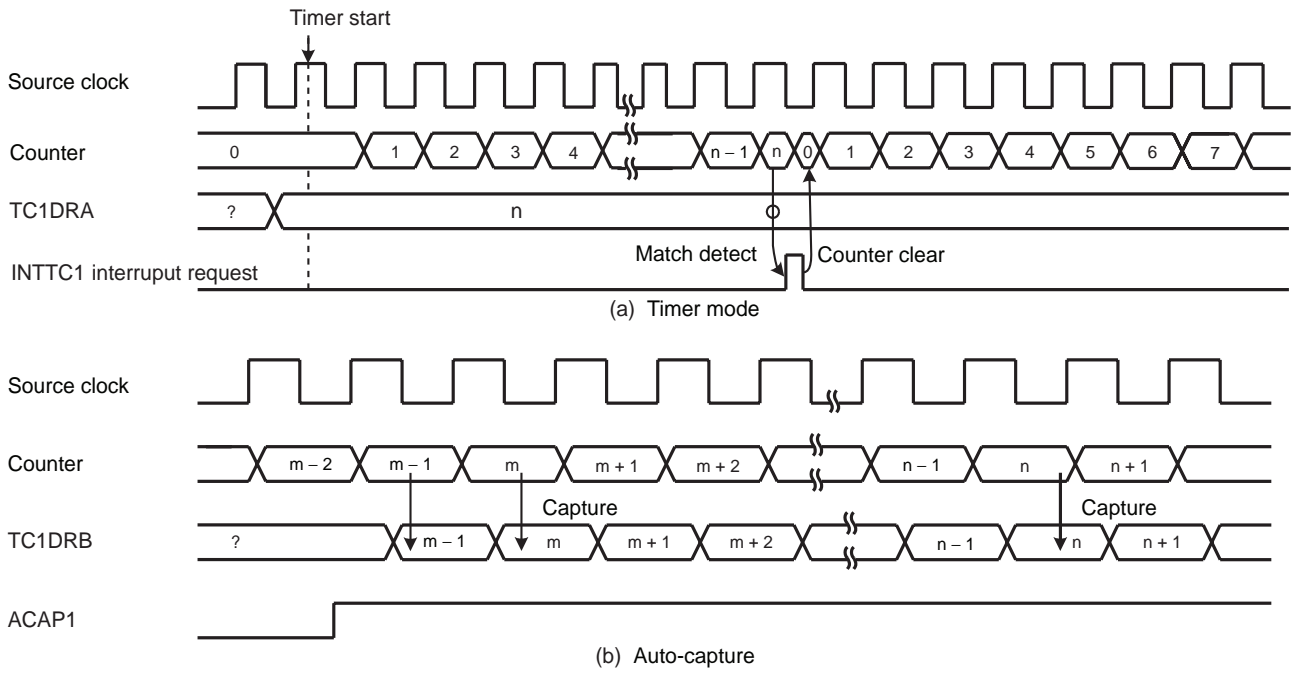 Timer start
Source clock
Counter 0 1 2 3 4 n – 1 n 0 1 2 3 4 5 6 7
TC1DRA ? n
Match detect Counter clear
INTTC1 interruput request
(a) Timer mode
Source clock
Counter m – 2 m – 1 m m + 1 m + 2 n – 1 n n + 1
Capture Capture
TC1DRB ? m – 1 m m + 1 m + 2 n – 1 n n + 1
ACAP1
(b) Auto-capture